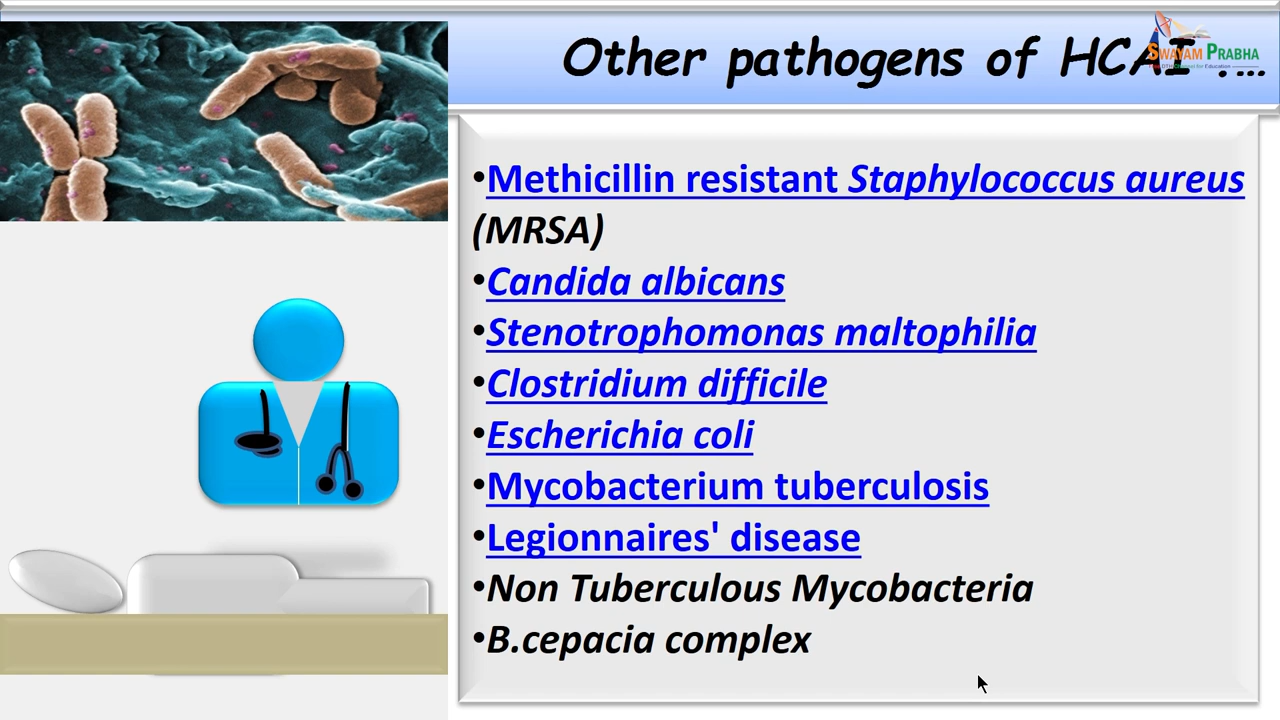 Other pathogens of HCAI ....
SWAYAM PRABHA
•Methicillin resistant Staphylococcus aureus
(MRSA)
•Candida albicans
•Stenotrophomonas maltophilia
•Clostridium difficile
•Escherichia coli
•Mycobacterium tuberculosis
•Legionnaires' disease
•Non Tuberculous Mycobacteria
•B.cepacia complex